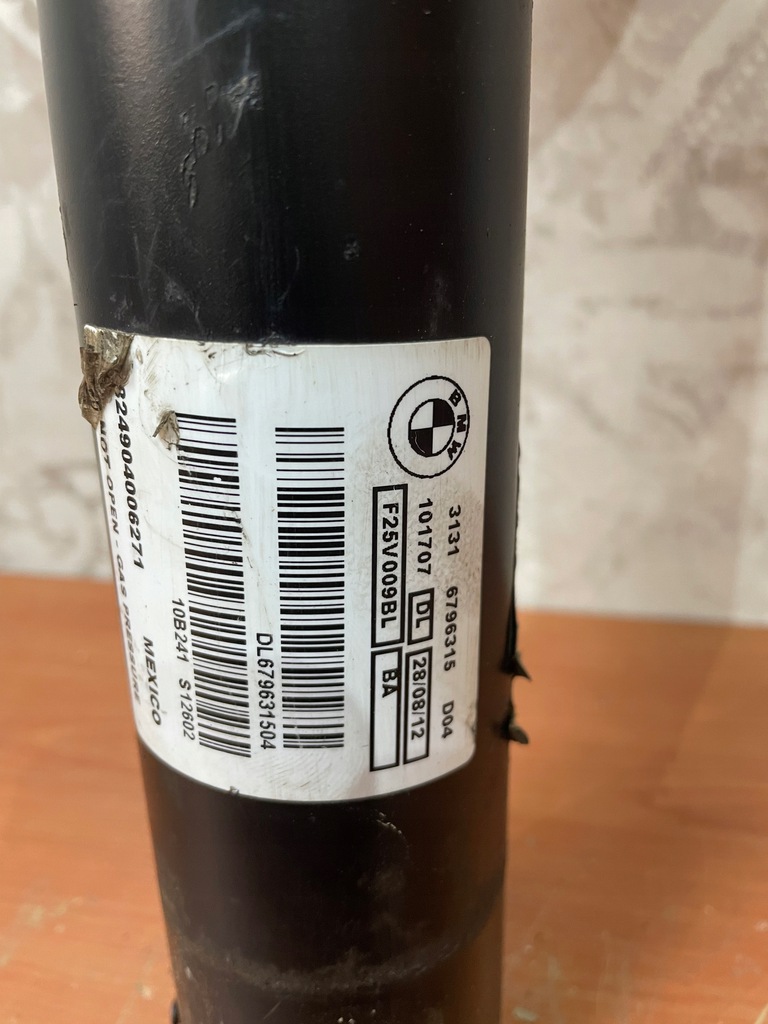 BMW
3131 6796315 D04
101707 DL 28/08/12
F25V009BL BA
DL679631504
10B241 S12602
MEXICO
824904006271
NOT OPEN - GAS PRESSURE